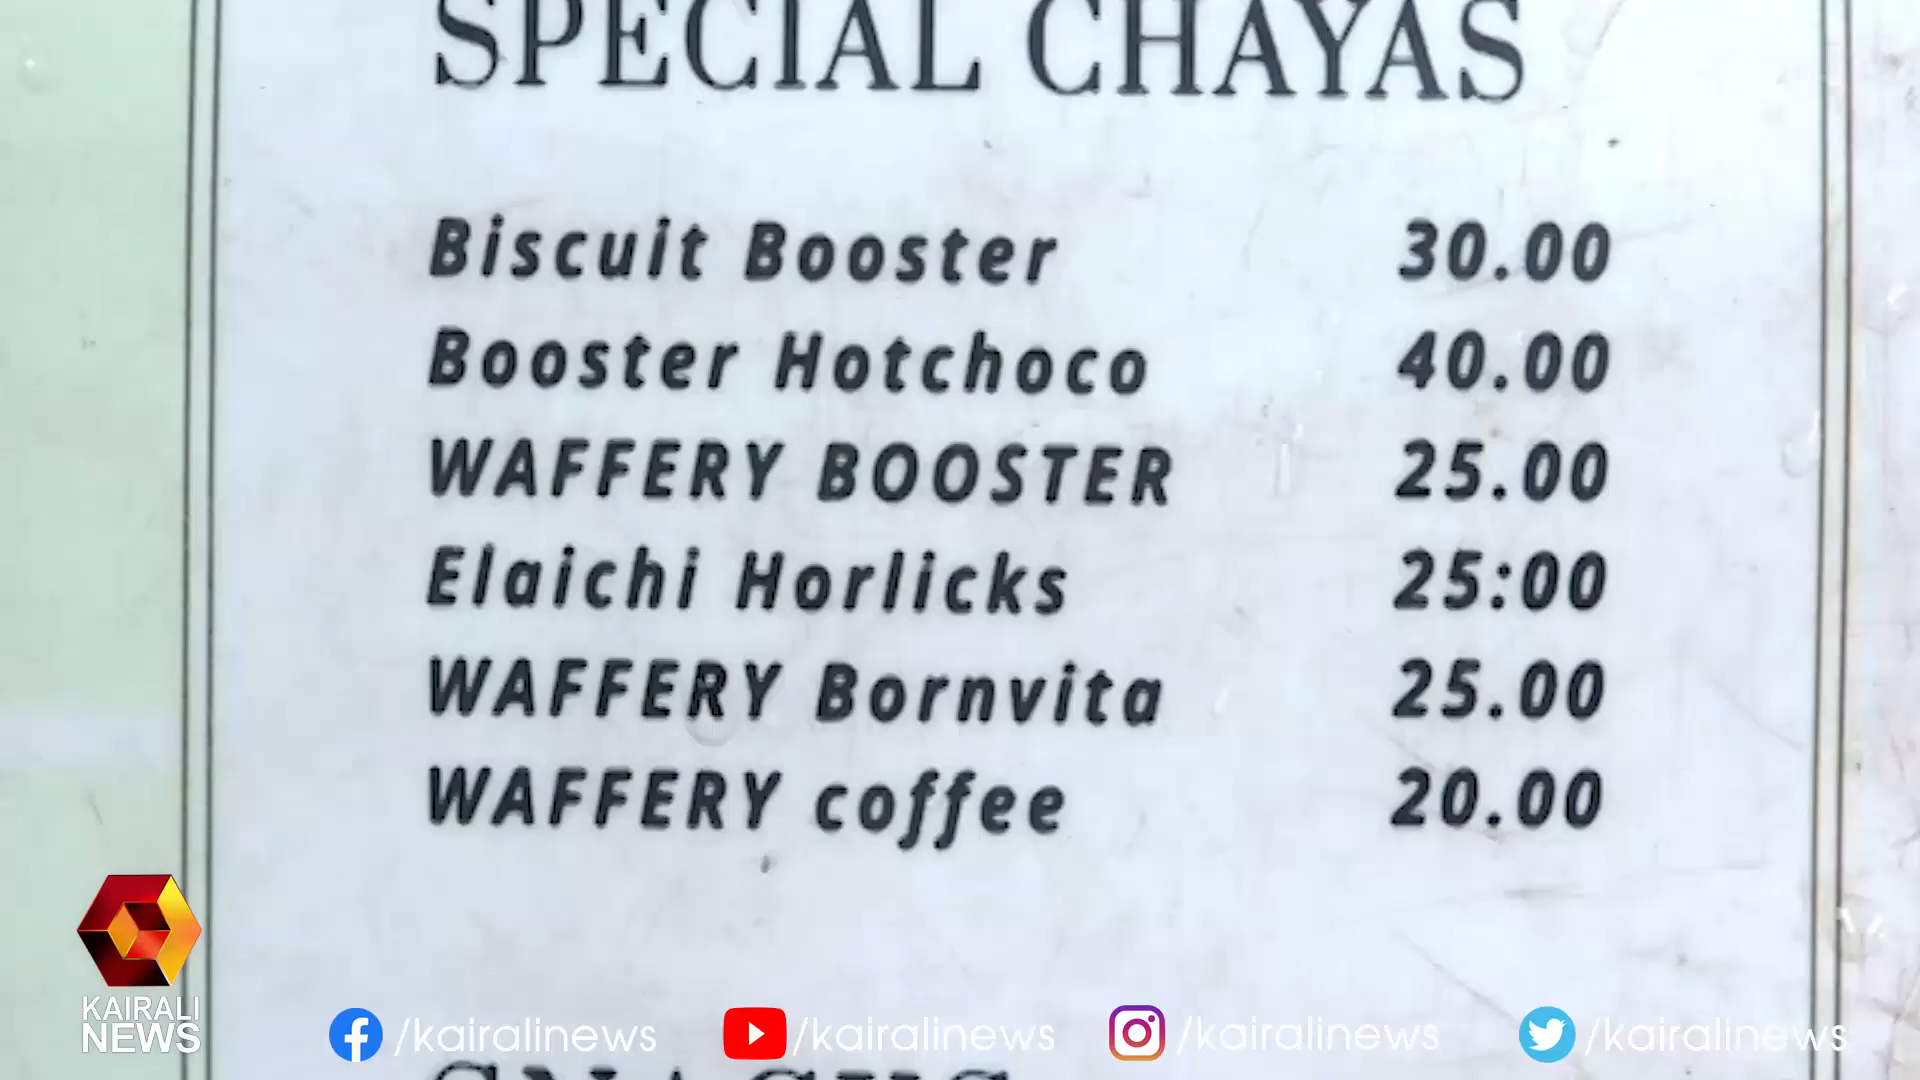 SPECIAL CHAYAS
Biscuit Booster 30.00
Booster Hotchoco 40.00
WAFFERY BOOSTER 25.00
Elaichi Horlicks 25:00
WAFFERY Bornvita 25.00
WAFFERY coffee 20.00
KAIRALI
NEWS
/kairalinews /kairalinews /kairalinews /kairalinews